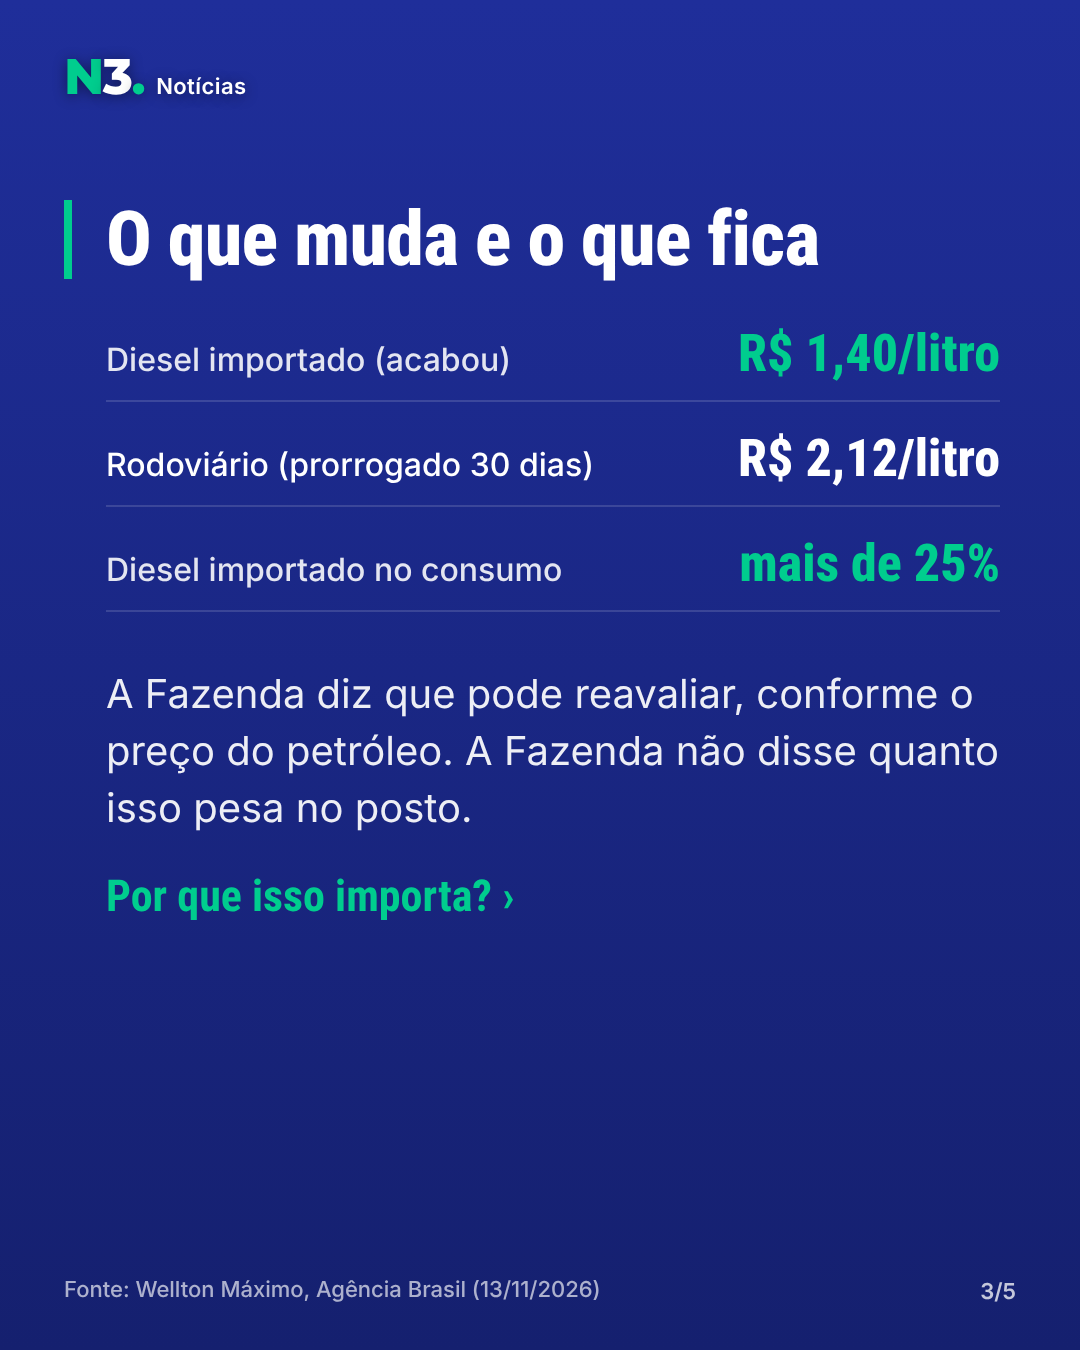 N3. Notícias
O que muda e o que fica
Diesel importado (acabou) R$ 1,40/litro
Rodoviário (prorrogado 30 dias) R$ 2,12/litro
Diesel importado no consumo mais de 25%
A Fazenda diz que pode reavaliar, conforme o
preço do petróleo. A Fazenda não disse quanto
isso pesa no posto.
Por que isso importa? ›
Fonte: Wellton Máximo, Agência Brasil (13/11/2026) 3/5